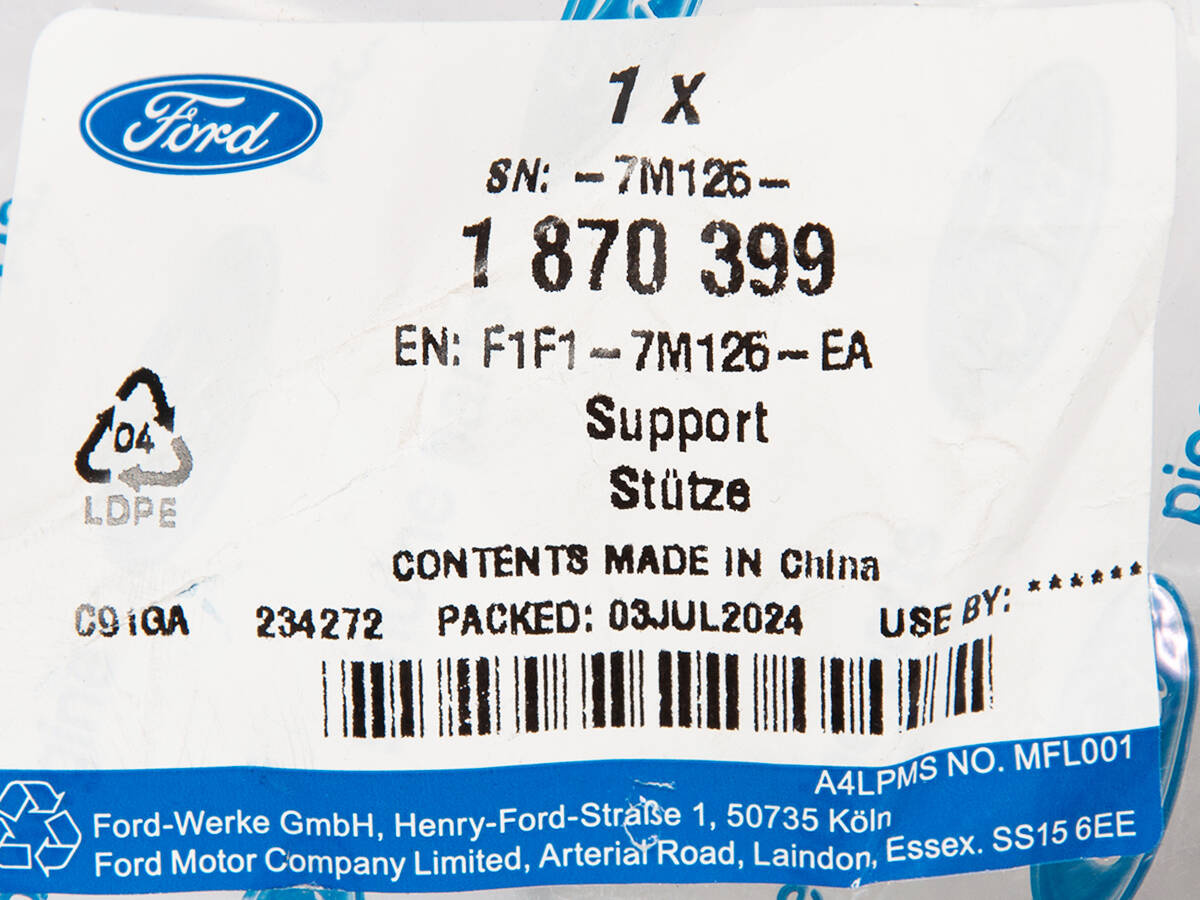 Ford
1 X
SN: -7M126-
1 870 399
EN: F1F1-7M126-EA
Support
Stütze
04
LDPE
CONTENTS MADE IN China
C91GA 234272 PACKED: 03JUL2024 USE BY: ******
A4LPMS NO. MFL001
Ford-Werke GmbH, Henry-Ford-Straße 1, 50735 Köln
Ford Motor Company Limited, Arterial Road, Laindon, Essex. SS15 6EE